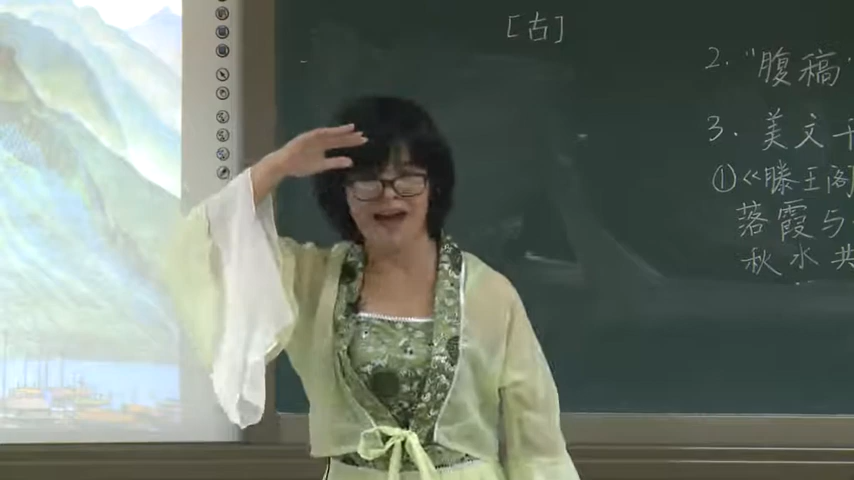 [古]
2."腹稿"
3.美文千
①《滕王阁
落霞与
秋水共